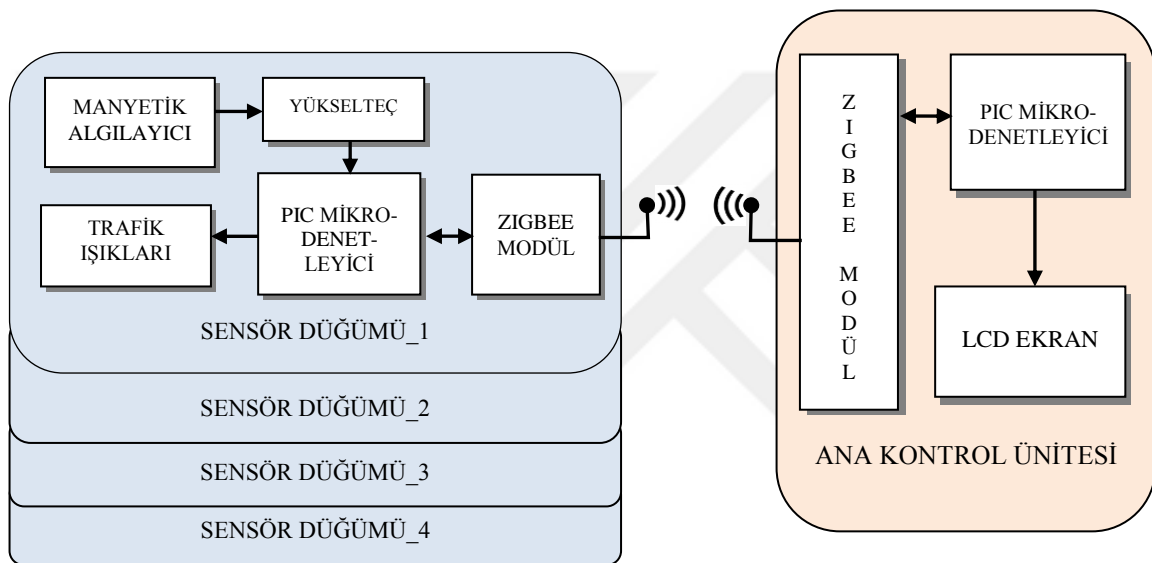 MANYETİK
ALGILAYICI
YÜKSELTEÇ
TRAFİK
IŞIKLARI
PIC MİKRO-
DENET-
LEYİCİ
ZIGBEE
MODÜL
SENSÖR DÜĞÜMÜ_1
SENSÖR DÜĞÜMÜ_2
SENSÖR DÜĞÜMÜ_3
SENSÖR DÜĞÜMÜ_4
Z
I
G
B
E
E
M
O
D
Ü
L
PIC MİKRO-
DENETLEYİCİ
LCD EKRAN
ANA KONTROL ÜNİTESİ